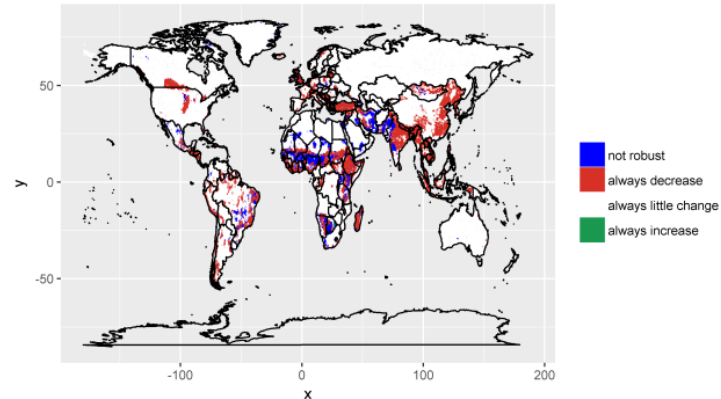 50
0
-50
y
-100
0
100
200
x
not robust
always decrease
always little change
always increase